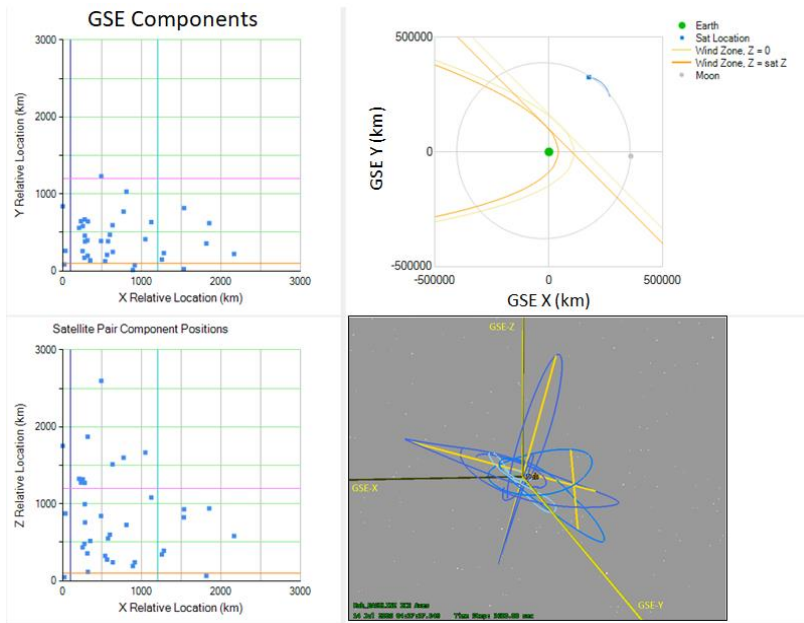 GSE Components
3000
2000
1000
0
Y Relative Location (km)
0
1000
2000
3000
X Relative Location (km)
500000
0
-500000
GSE Y (km)
-500000
0
500000
GSE X (km)
Earth
Sat Location
Wind Zone, Z = 0
Wind Zone, Z = sat Z
Moon
Satellite Pair Component Positions
3000
2000
1000
0
Z Relative Location (km)
0
1000
2000
3000
X Relative Location (km)
GSE-Z
GSE-X
GSE-Y